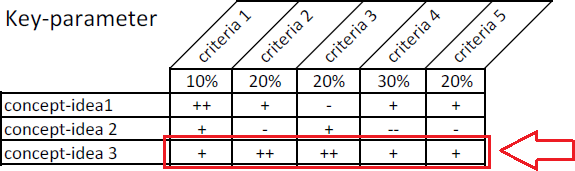 Key-parameter
criteria 1
criteria 2
criteria 3
criteria 4
criteria 5
10% 20% 20% 30% 20%
concept-idea1 ++ + - + +
concept-idea 2 + - + -- -
concept-idea 3 + ++ ++ + +